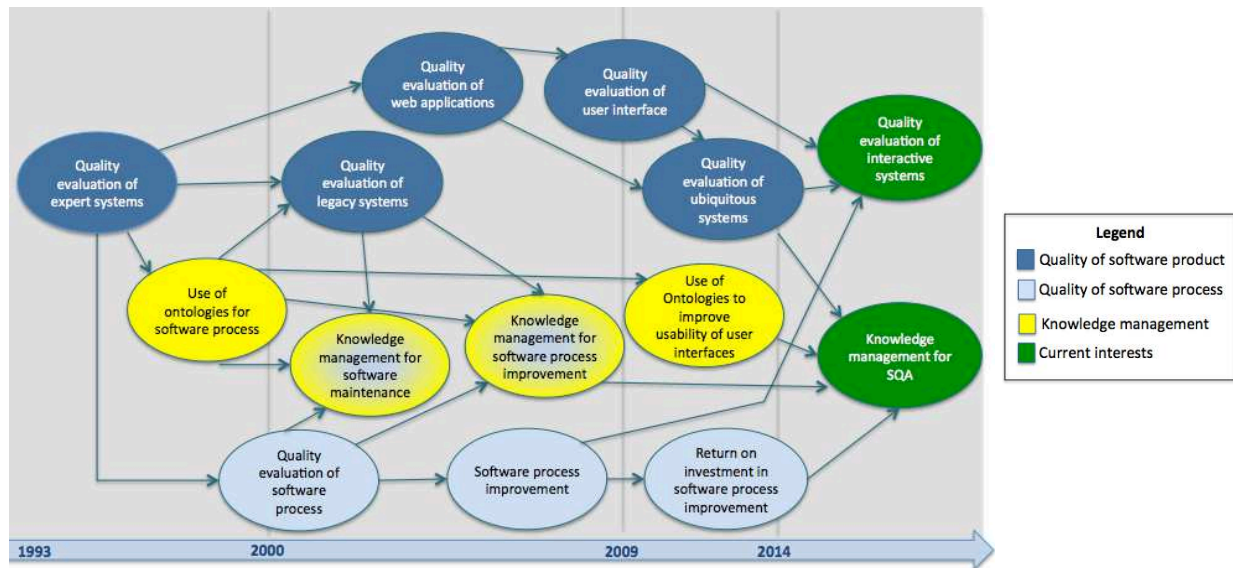 Quality
evaluation of
web applications
Quality
evaluation of
user interface
Quality
evaluation of
interactive
systems
Quality
evaluation of
expert systems
Quality
evaluation of
legacy systems
Quality
evaluation of
ubiquitous
systems
Use of
ontologies for
software process
Knowledge
management for
software
maintenance
Knowledge
management for
software process
improvement
Use of
Ontologies to
improve
usability of user
interfaces
Knowledge
management for
SQA
Quality
evaluation of
software
process
Software process
improvement
Return on
investment in
software process
improvement
1993
2000
2009
2014
Legend
Quality of software product
Quality of software process
Knowledge management
Current interests